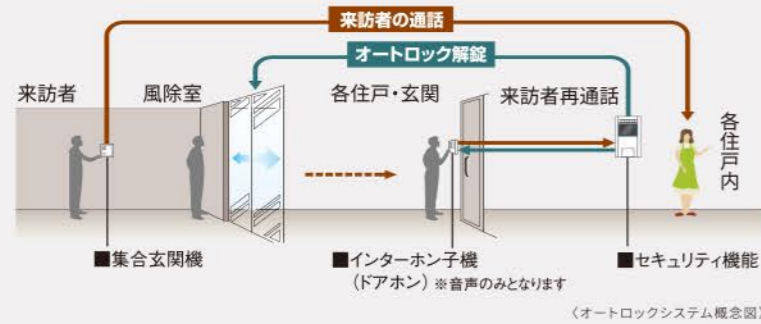 来訪者の通話
オートロック解錠
来訪者
風除室
各住戸・玄関
来訪者再通話
各住戸内
■集合玄関機
■インターホン子機
(ドアホン) ※音声のみとなります
■セキュリティ機能
〈オートロックシステム概念図〉